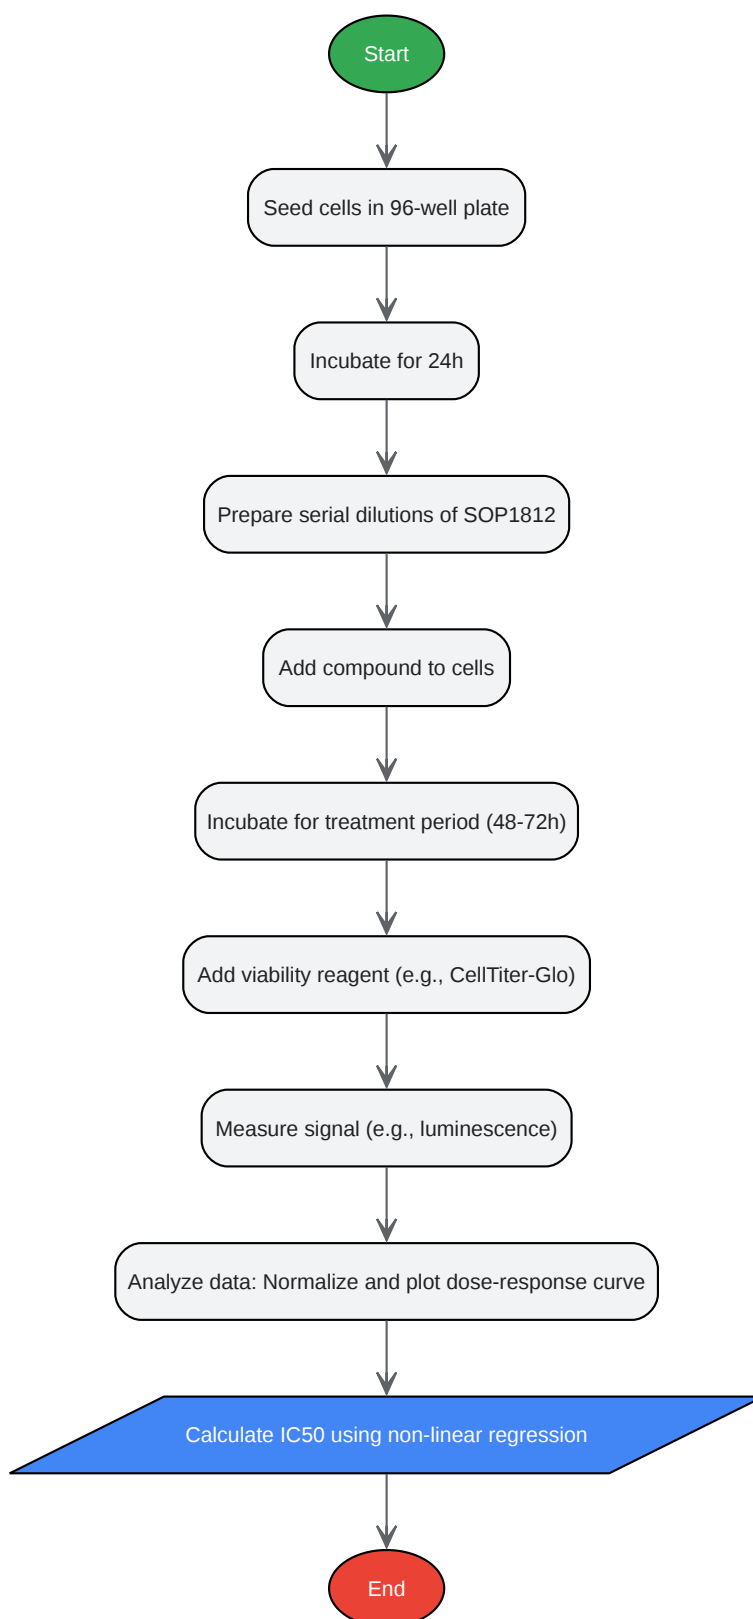 Start
Seed cells in 96-well plate
Incubate for 24h
Prepare serial dilutions of SOP1812
Add compound to cells
Incubate for treatment period (48-72h)
Add viability reagent (e.g., CellTiter-Glo)
Measure signal (e.g., luminescence)
Analyze data: Normalize and plot dose-response curve
Calculate IC50 using non-linear regression
End